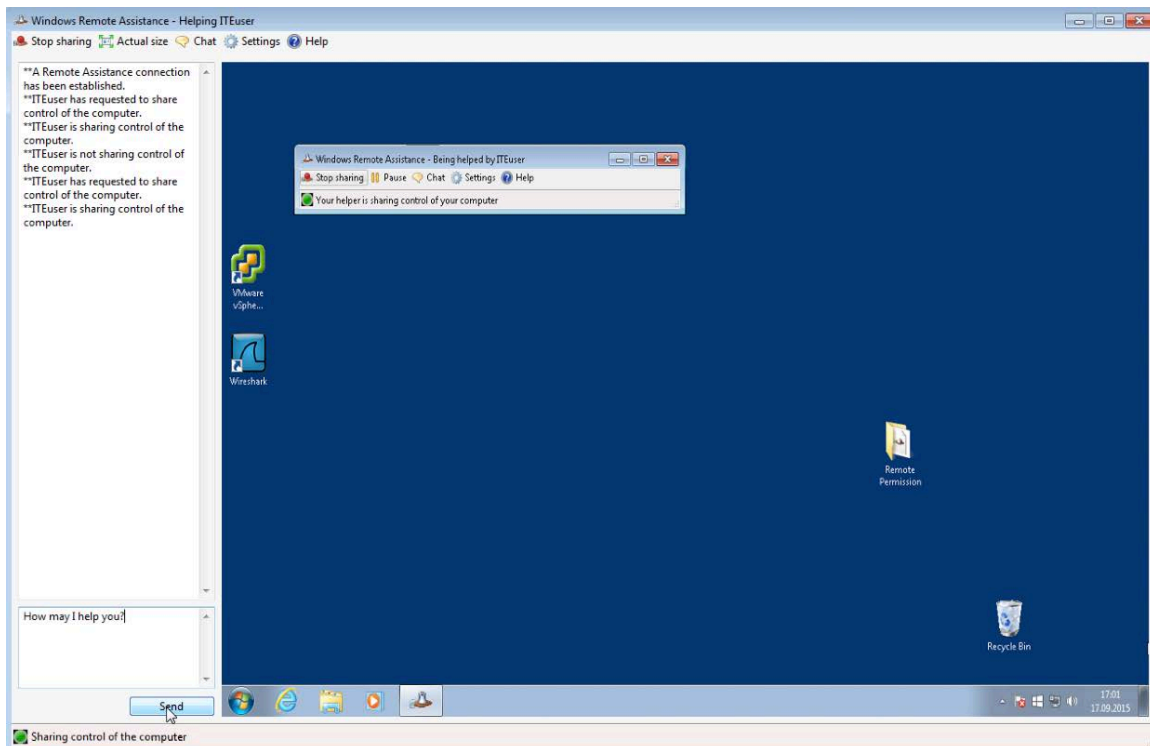 Windows Remote Assistance - Helping ITEuser
Stop sharing Actual size Chat Settings Help
**A Remote Assistance connection
has been established.
**ITEuser has requested to share
control of the computer.
**ITEuser is sharing control of the
computer.
**ITEuser is not sharing control of
the computer.
**ITEuser has requested to share
control of the computer.
**ITEuser is sharing control of the
computer.
Windows Remote Assistance - Being helped by ITEuser
Stop sharing Pause Chat Settings Help
Your helper is sharing control of your computer
VMware
vSphe...
Wireshark
Remote
Permission
Recycle Bin
How may I help you?
Send
17:01
17.09.2015
Sharing control of the computer